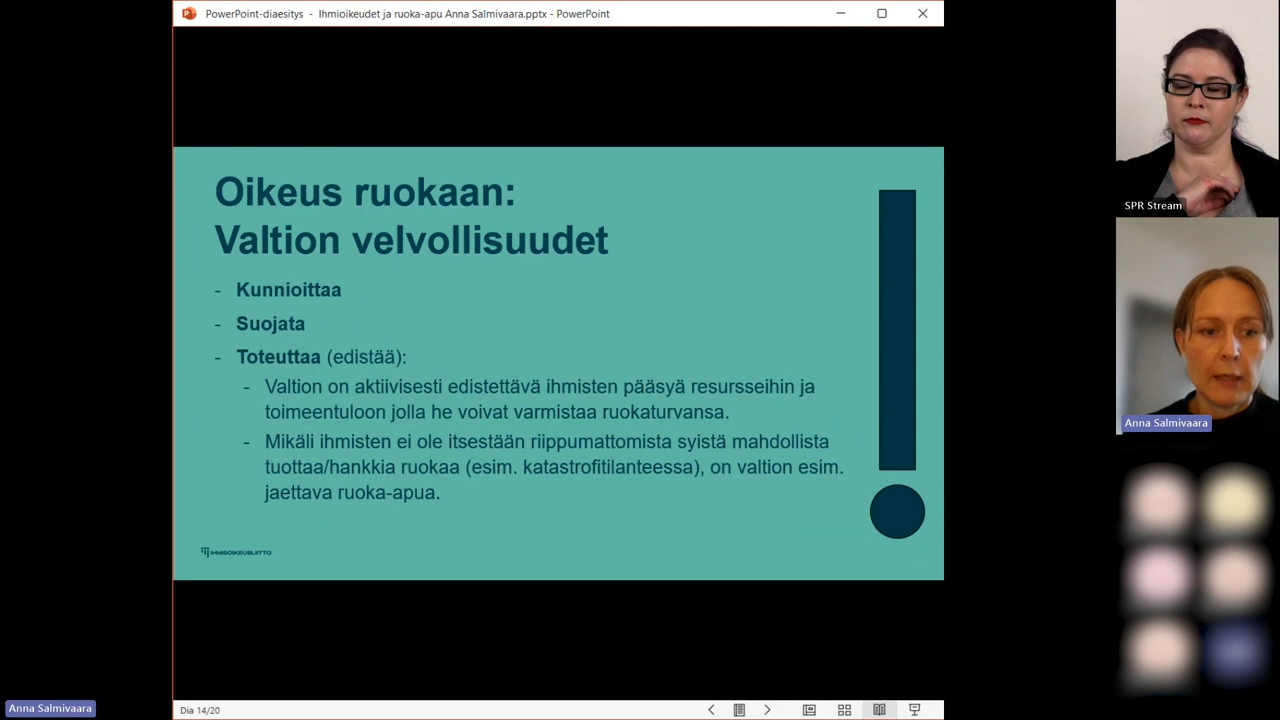 PowerPoint-diaesitys - Ihmioikeudet ja ruoka-apu Anna Salmivaara.pptx - PowerPoint
Oikeus ruokaan:
Valtion velvollisuudet
- Kunnioittaa
- Suojata
- Toteuttaa (edistää):
- Valtion on aktiivisesti edistettävä ihmisten pääsyä resursseihin ja
toimeentuloon jolla he voivat varmistaa ruokaturvansa.
- Mikäli ihmisten ei ole itsestään riippumattomista syistä mahdollista
tuottaa/hankkia ruokaa (esim. katastrofitilanteessa), on valtion esim.
jaettava ruoka-apua.
IHMISOIKEUSLIITTO
Dia 14/20
SPR Stream
Anna Salmivaara
Anna Salmivaara